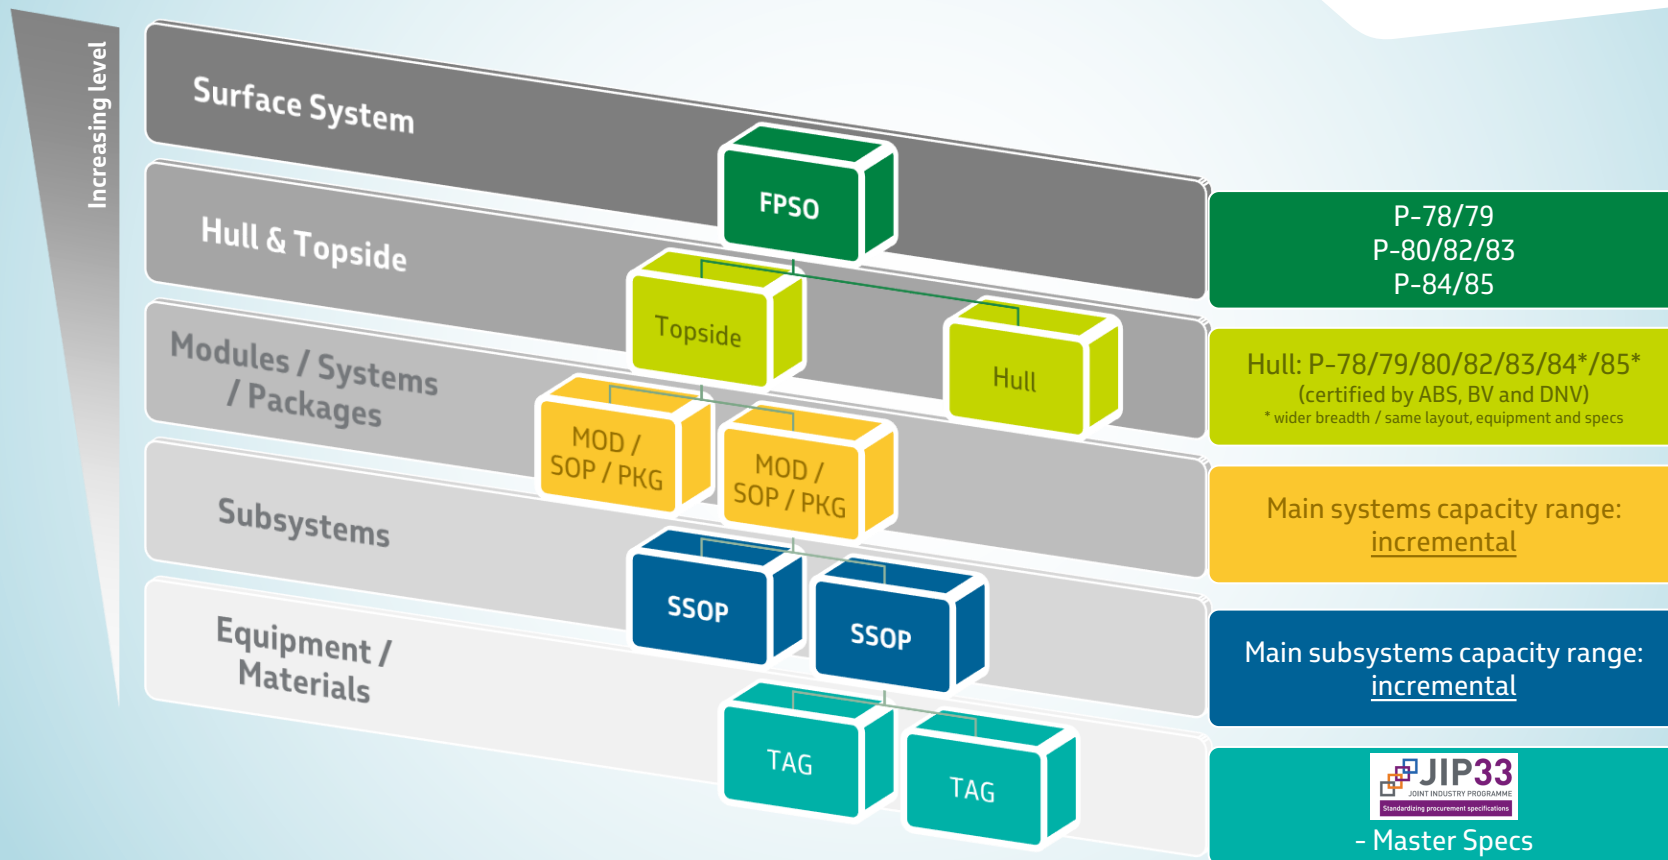 Increasing level
Surface System
FPSO
P-78/79
P-80/82/83
P-84/85
Hull & Topside
Topside
Hull
Hull: P-78/79/80/82/83/84*/85*
(certified by ABS, BV and DNV)
* wider breadth / same layout, equipment and specs
Modules / Systems
/ Packages
MOD /
SOP / PKG
MOD /
SOP / PKG
Main systems capacity range:
incremental
Subsystems
SSOP
SSOP
Main subsystems capacity range:
incremental
Equipment /
Materials
TAG
TAG
JIP33
JOINT INDUSTRY PROGRAMME
Standardizing procurement specifications
- Master Specs